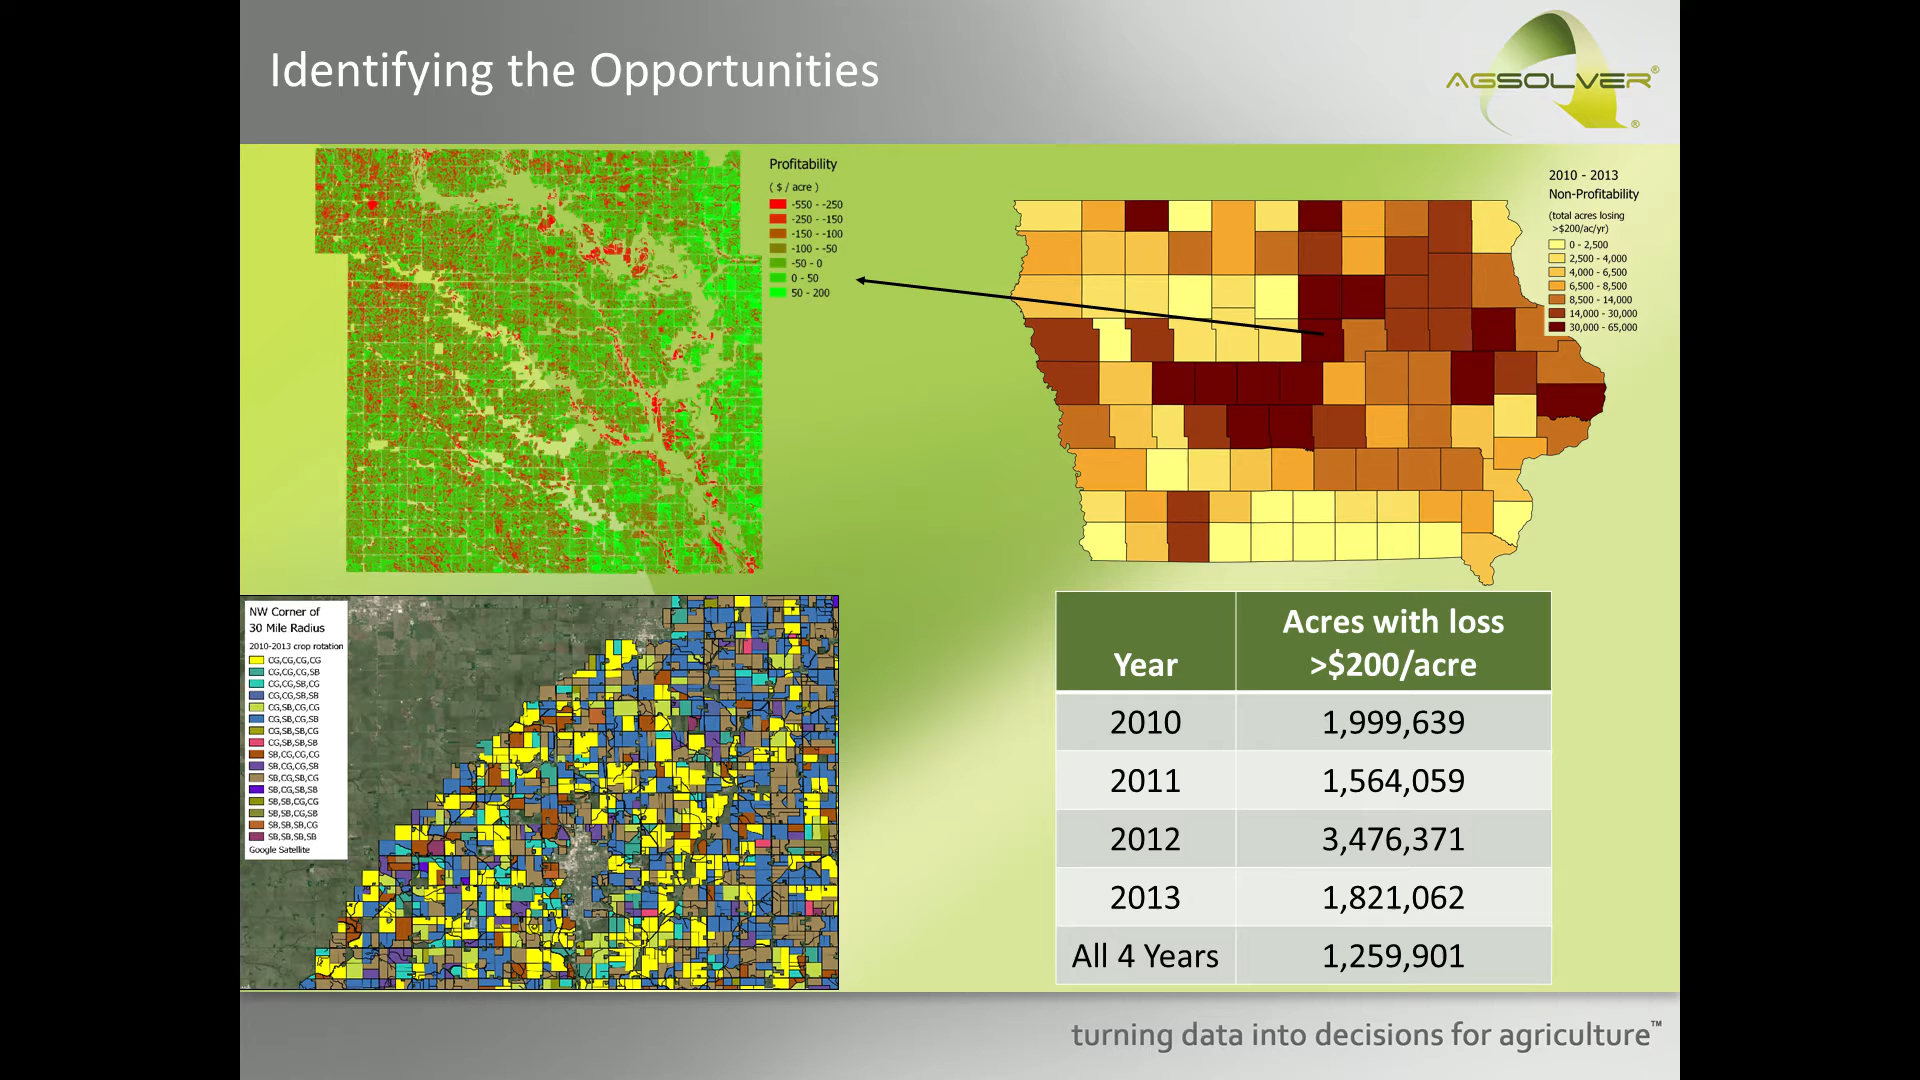 Identifying the Opportunities
AGSOLVER®
®
Profitability
( $ / acre )
-550 - -250
-250 - -150
-150 - -100
-100 - -50
-50 - 0
0 - 50
50 - 200
2010 - 2013
Non-Profitability
(total acres losing
>$200/ac/yr)
0 - 2,500
2,500 - 4,000
4,000 - 6,500
6,500 - 8,500
8,500 - 14,000
14,000 - 30,000
30,000 - 65,000
NW Corner of
30 Mile Radius
2010-2013 crop rotation
CG,CG,CG,CG
CG,CG,CG,SB
CG,CG,SB,CG
CG,CG,SB,SB
CG,SB,CG,CG
CG,SB,CG,SB
CG,SB,SB,CG
CG,SB,SB,SB
SB,CG,CG,CG
SB,CG,CG,SB
SB,CG,SB,CG
SB,CG,SB,SB
SB,SB,CG,CG
SB,SB,CG,SB
SB,SB,SB,CG
SB,SB,SB,SB
Google Satellite
Year Acres with loss
>$200/acre
2010 1,999,639
2011 1,564,059
2012 3,476,371
2013 1,821,062
All 4 Years 1,259,901
turning data into decisions for agriculture™